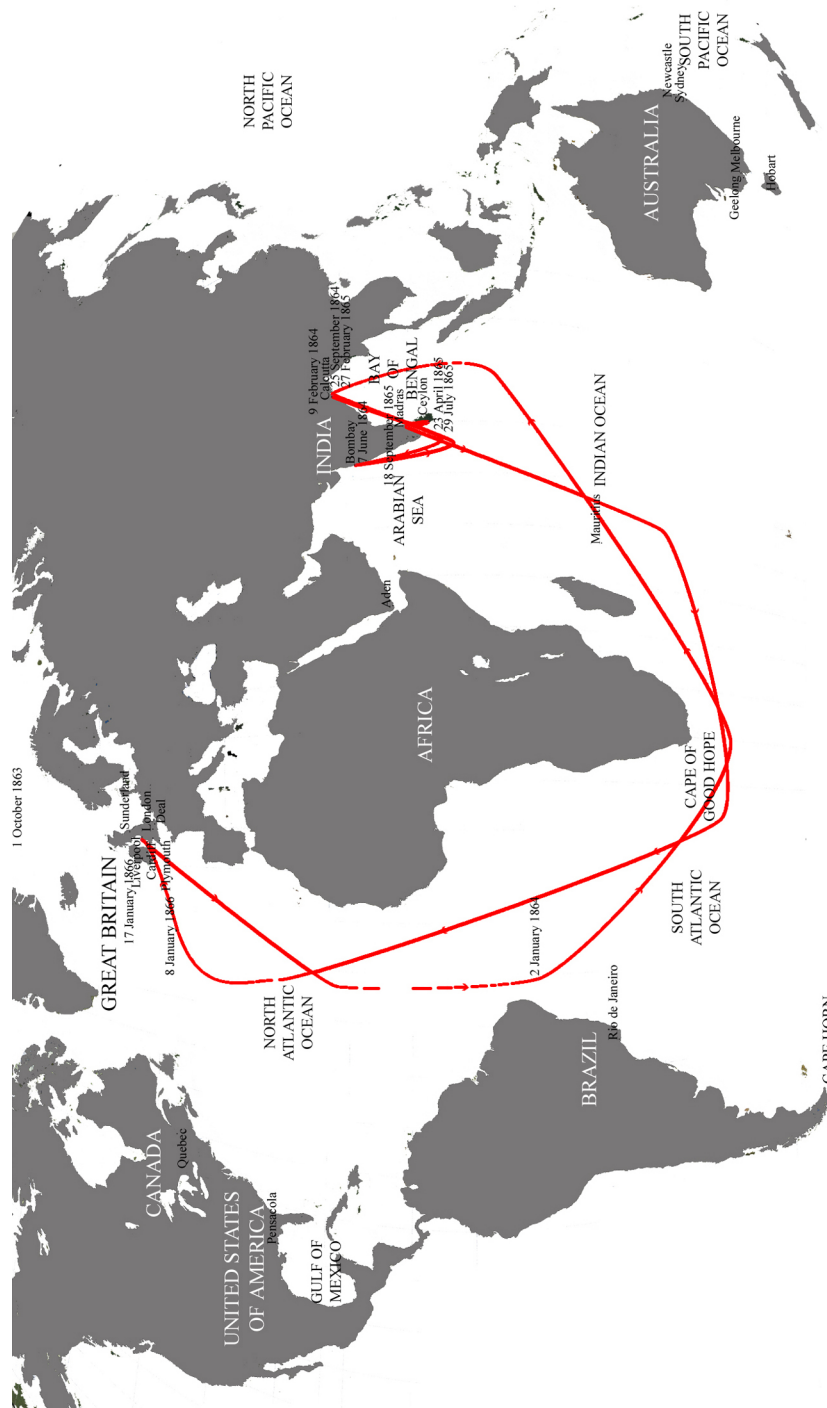 1 October 1863
GREAT BRITAIN
17 January 1866
Liverpool
Sunderland
London
Cardiff
Deal
Plymouth
8 January 1866
CANADA
Quebec
UNITED STATES
OF AMERICA
Pensacola
GULF OF
MEXICO
NORTH
ATLANTIC
OCEAN
NORTH
PACIFIC
OCEAN
9 February 1864
Calcutta
25 September 1864
27 February 1865
INDIA
Bombay
7 June 1864
BAY
OF
BENGAL
18 September 1865
Madras
Ceylon
23 April 1865
29 July 1865
ARABIAN
SEA
Aden
AFRICA
2 January 1864
BRAZIL
Rio de Janeiro
INDIAN OCEAN
Mauritius
AUSTRALIA
Newcastle
Sydney
SOUTH
PACIFIC
OCEAN
Geelong
Melbourne
Hobart
SOUTH
ATLANTIC
OCEAN
CAPE OF
GOOD HOPE
CAPE HORN